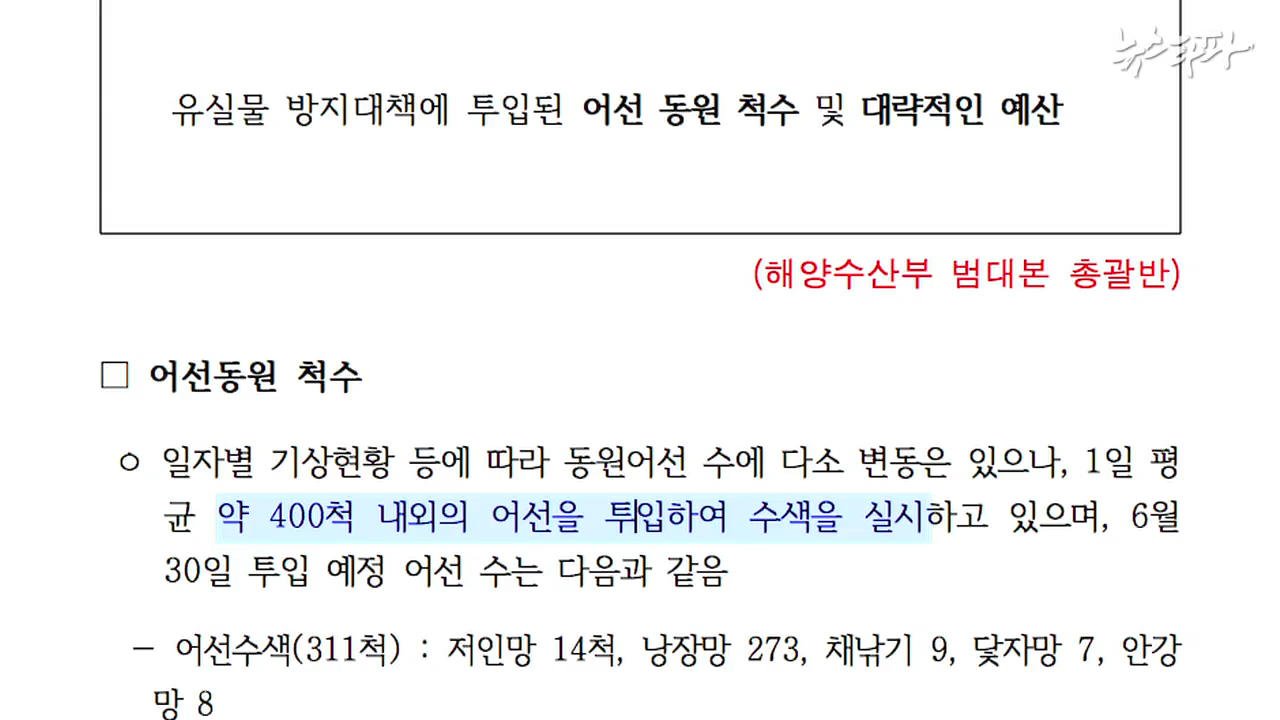 뉴스타파
유실물 방지대책에 투입된 어선 동원 척수 및 대략적인 예산
(해양수산부 범대본 총괄반)
□ 어선동원 척수
○ 일자별 기상현황 등에 따라 동원어선 수에 다소 변동은 있으나, 1일 평
균 약 400척 내외의 어선을 투입하여 수색을 실시하고 있으며, 6월
30일 투입 예정 어선 수는 다음과 같음
- 어선수색(311척) : 저인망 14척, 낭장망 273, 채낚기 9, 닻자망 7, 안강
망 8